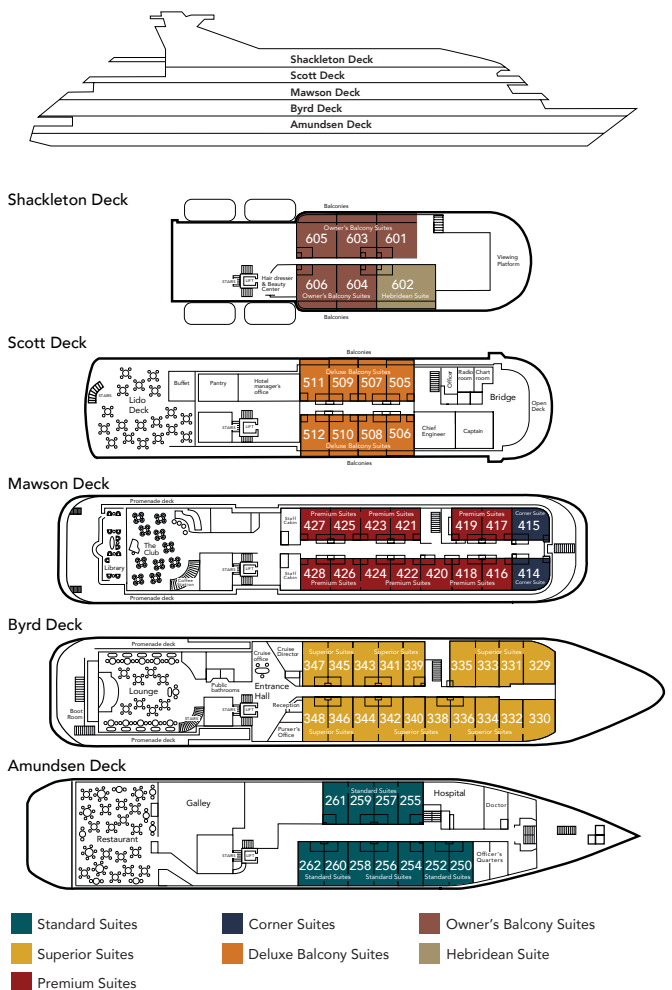 Shackleton Deck
Scott Deck
Mawson Deck
Byrd Deck
Amundsen Deck
Shackleton Deck
Balconies
Owner's Balcony Suites
605 603 601
STAIRS
LIFT
Hair dresser
& Beauty
Center
606 604 602
Owner's Balcony Suites
Hebridean Suite
Viewing
Platform
Balconies
Scott Deck
Balconies
STAIRS
Lido
Deck
Buffet
Pantry
Hotel
manager's
office
STAIRS
LIFT
Deluxe Balcony Suites
511 509 507 505
512 510 508 506
Deluxe Balcony Suites
Officer
Radio
room
Chart
room
Bridge
Open
Deck
Chief
Engineer
Captain
Balconies
Mawson Deck
Promenade deck
Library
The
Club
Coffee
Station
STAIRS
LIFT
Staff
Cabin
Staff
Cabin
Premium Suites Premium Suites Premium Suites Corner Suite
427 425 423 421 419 417 415
428 426 424 422 420 418 416 414
Premium Suites Premium Suites Premium Suites Corner Suite
Promenade deck
Byrd Deck
Promenade deck
Boot
Room
Lounge
Public
bathrooms
STAIRS
STAIRS
LIFT
Cruise
office
Cruise
Director
Entrance
Hall
Reception
Purser's
Office
Superior Suites Superior Suites Superior Suites
347 345 343 341 339 335 333 331 329
348 346 344 342 340 338 336 334 332 330
Superior Suites Superior Suites Superior Suites
Promenade deck
Amundsen Deck
Restaurant
Galley
STAIRS
LIFT
Standard Suites
261 259 257 255
262 260 258 256 254 252 250
Standard Suites Standard Suites Standard Suites
Hospital
Doctor
Officer's
Quarters
Standard Suites
Corner Suites
Owner's Balcony Suites
Superior Suites
Deluxe Balcony Suites
Hebridean Suite
Premium Suites